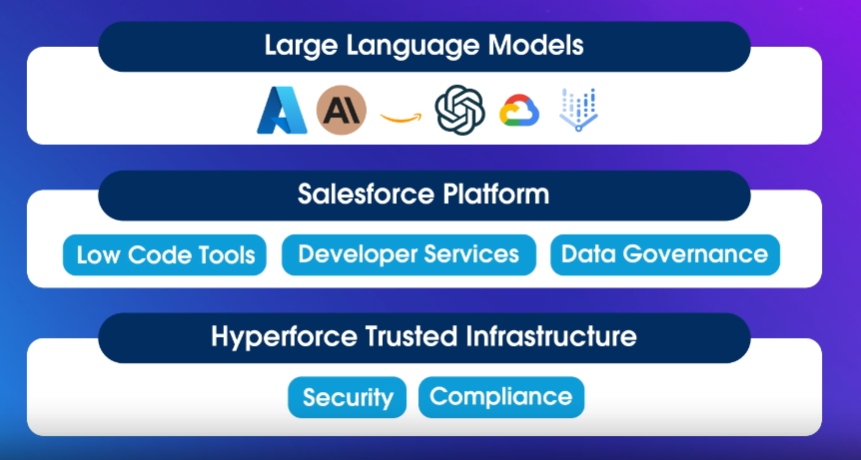 Large Language Models
AI
Salesforce Platform
Low Code Tools Developer Services Data Governance
Hyperforce Trusted Infrastructure
Security Compliance